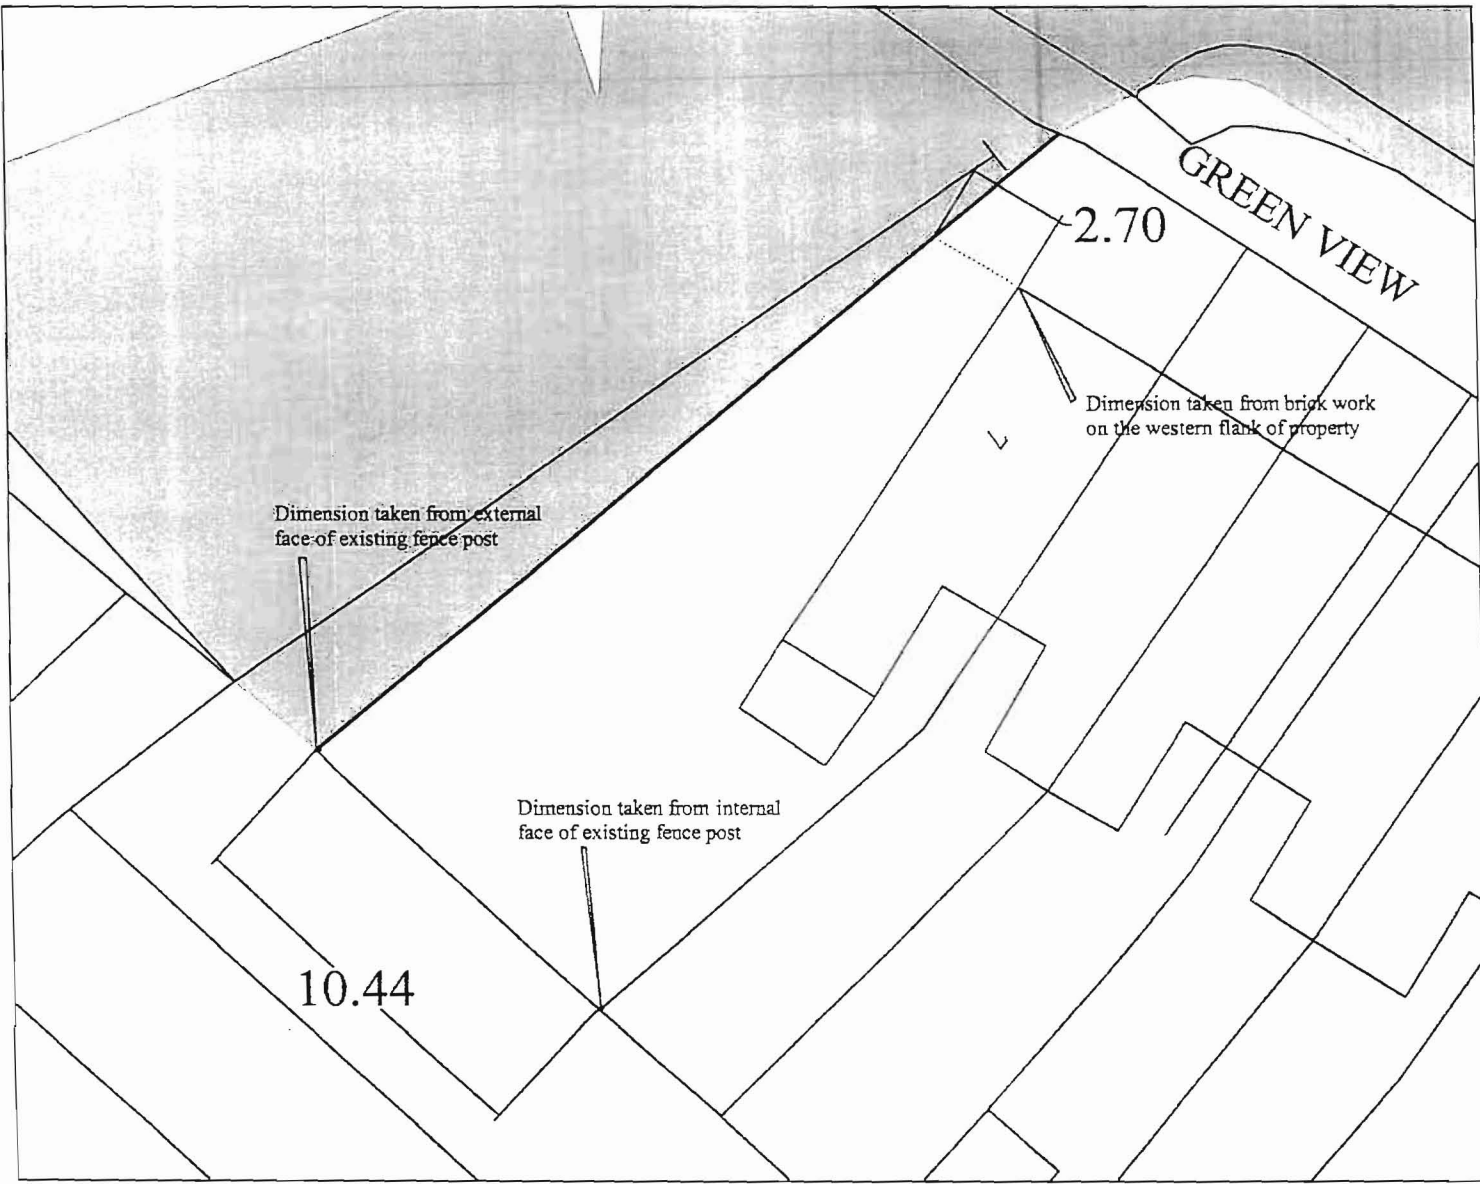 GREEN VIEW
2.70
Dimension taken from brick work
on the western flank of property
Dimension taken from external
face of existing fence post
Dimension taken from internal
face of existing fence post
10.44